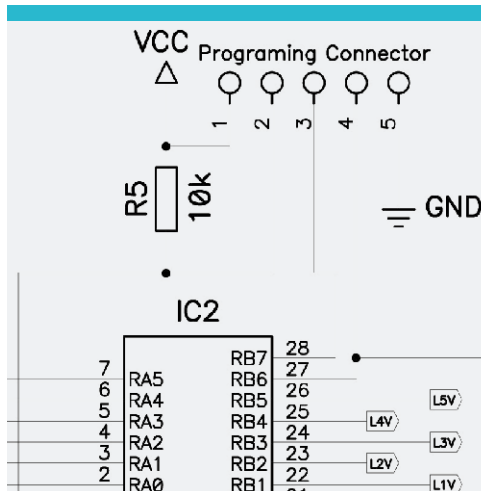 VCC
Programing Connector
1 2 3 4 5
R5
10k
GND
IC2
28
7 RA5 RB7 27
6 RA4 RB6 26
5 RA3 RB5 25
4 RA2 RB4 24
3 RA1 RB3 23
2 RA0 RB2 22
RB1
L5V
L4V
L3V
L2V
L1V